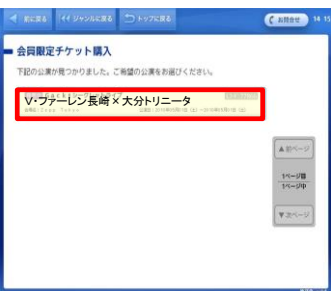 前に戻る
ジャンルに戻る
トップに戻る
お問合せ
14 15
会員限定チケット購入
下記の公演が見つかりました。ご希望の公演をお選びください。
V・ファーレン長崎×大分トリニータ
▲前ページ
1ページ目
1ページ中
▼次ページ